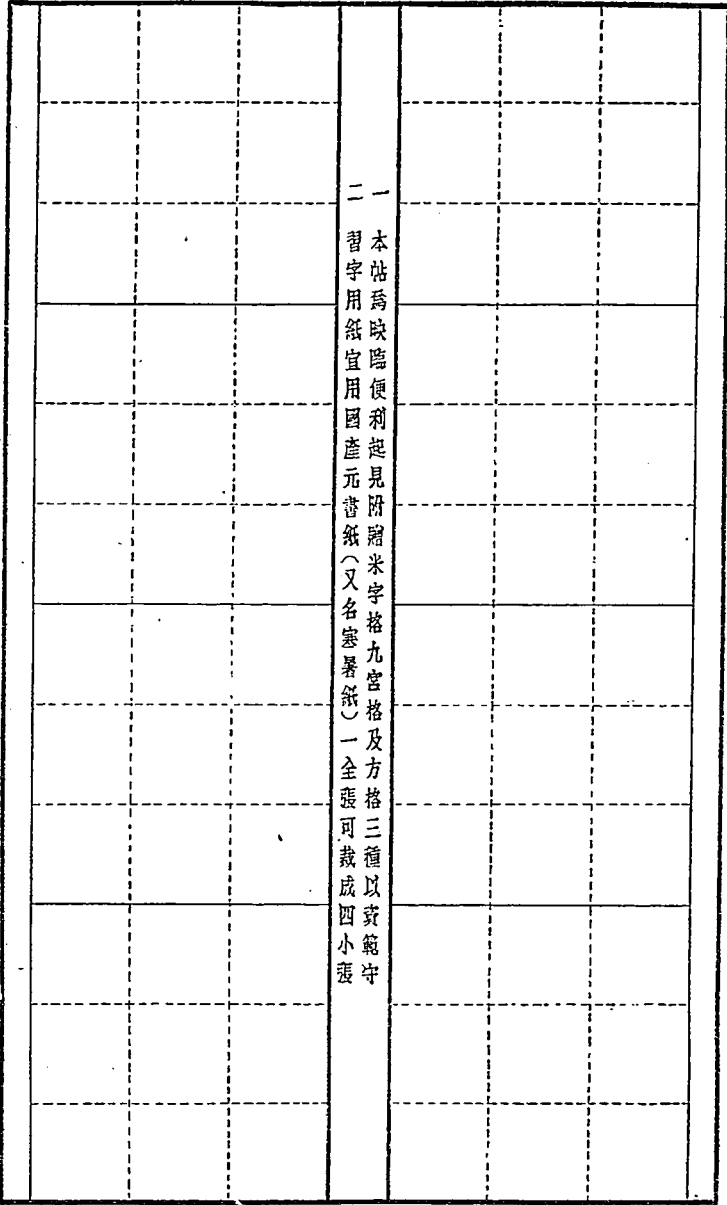 一 本帖爲映臨便利起見附贈米字格九宮格及方格三種以資範守
二 習字用紙宜用國產元書紙（又名寒暑紙）一全張可裁成四小張